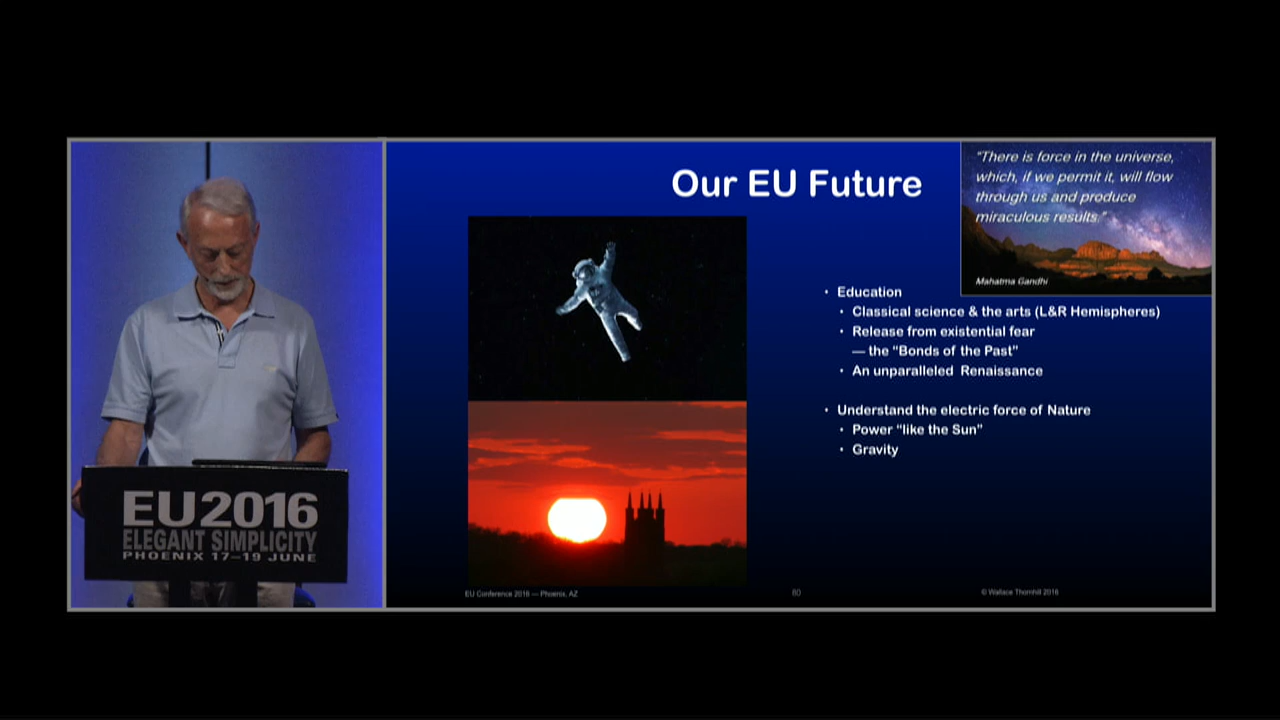 Our EU Future
"There is force in the universe,
which, if we permit it, will flow
through us and produce
miraculous results."
Mahatma Gandhi
• Education
• Classical science & the arts (L&R Hemispheres)
• Release from existential fear
— the "Bonds of the Past"
• An unparalleled Renaissance
• Understand the electric force of Nature
• Power "like the Sun"
• Gravity
EU2016
ELEGANT SIMPLICITY
PHOENIX 17–19 JUNE
EU Conference 2016 — Phoenix, AZ
60
© Wallace Thornhill 2016